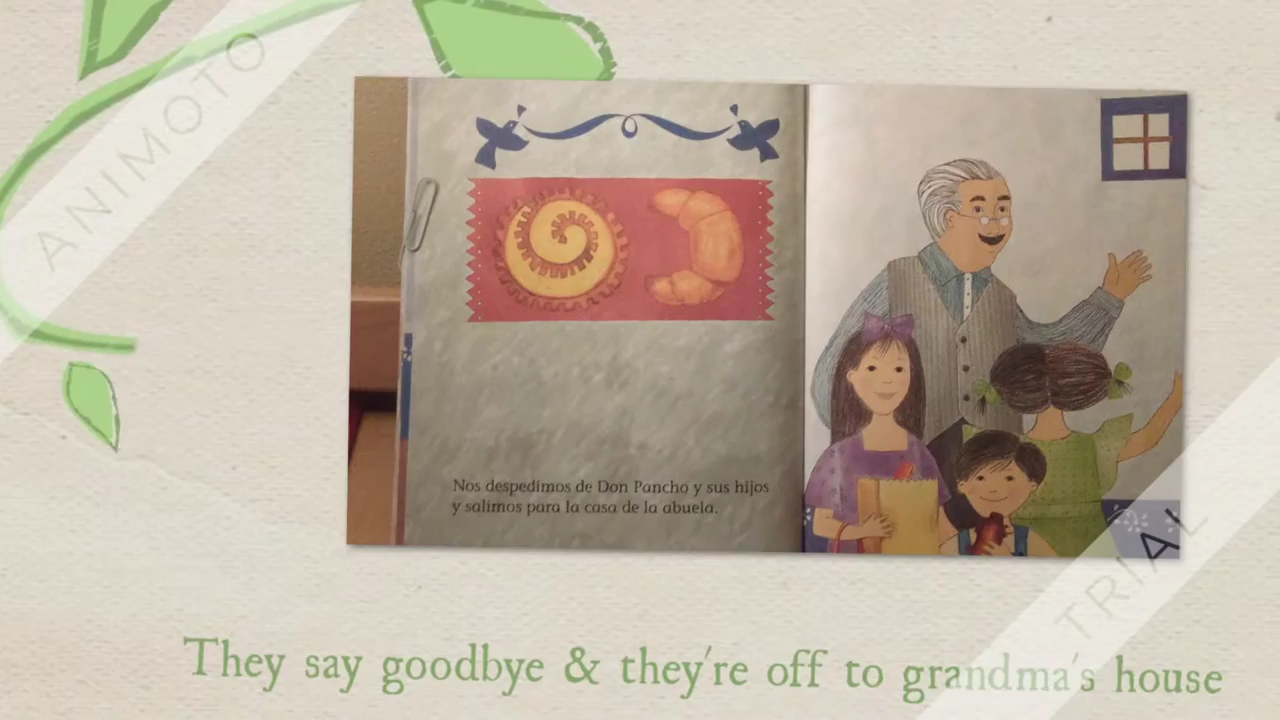 ANIMOTO
Nos despedimos de Don Pancho y sus hijos
y salimos para la casa de la abuela.
TRIAL
They say goodbye & they're off to grandma's house